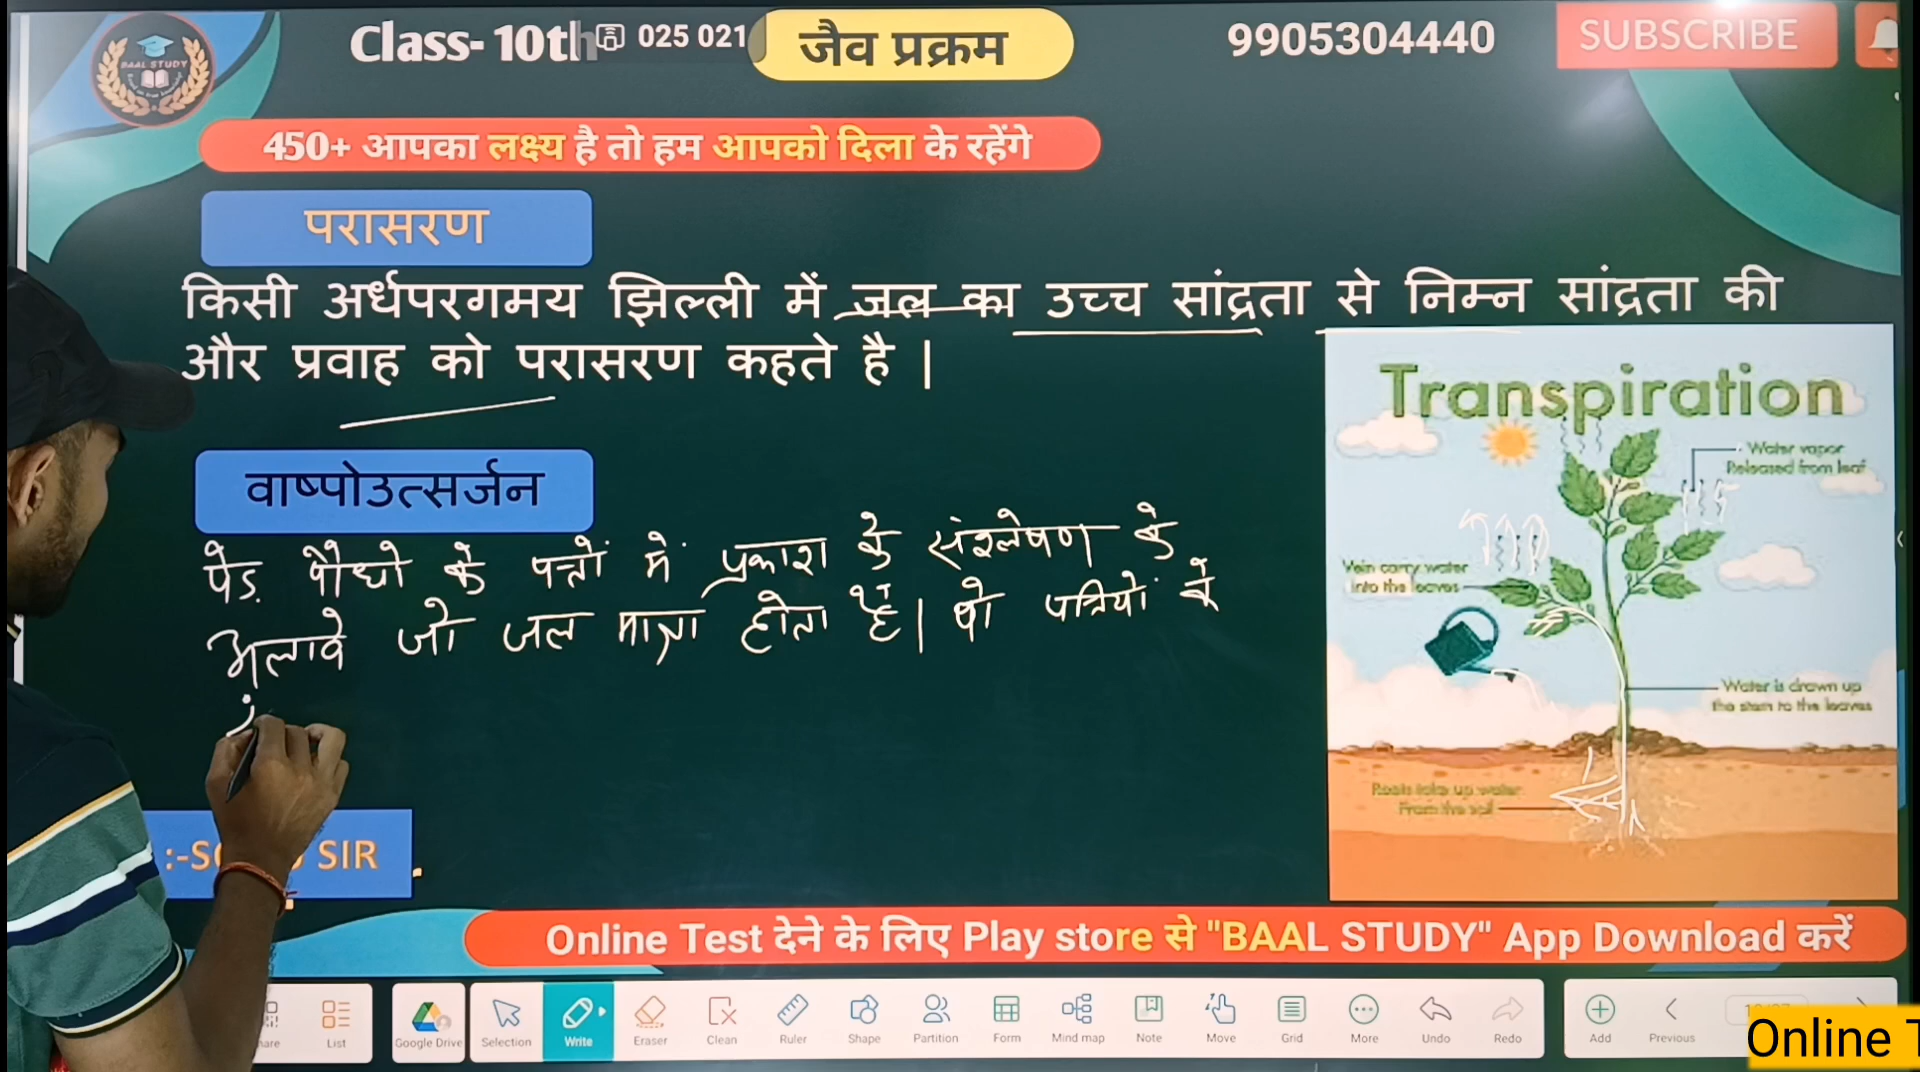 BAAL STUDY
Class- 10th
025 021
जैव प्रक्रम
9905304440
SUBSCRIBE
450+ आपका लक्ष्य है तो हम आपको दिला के रहेंगे
परासरण
किसी अर्धपरगमय झिल्ली में जल का उच्च सांद्रता से निम्न सांद्रता की
और प्रवाह को परासरण कहते है |
वाष्पोउत्सर्जन
पेड़ पौधो के पत्तों में प्रकाश के संश्लेषण के
अलावे जो जल मात्रा होता हैं| वो पत्तियों के
Transpiration
Water vapor
Released from leaf
Vein carry water
into the leaves
Water is drawn up
the stem to the leaves
Roots take up water
From the soil
SIR
Online Test देने के लिए Play store से "BAAL STUDY" App Download करें
List
Google Drive
Selection
Write
Eraser
Clean
Ruler
Shape
Partition
Form
Mind map
Note
Move
Grid
More
Undo
Redo
Add
Previous
Online